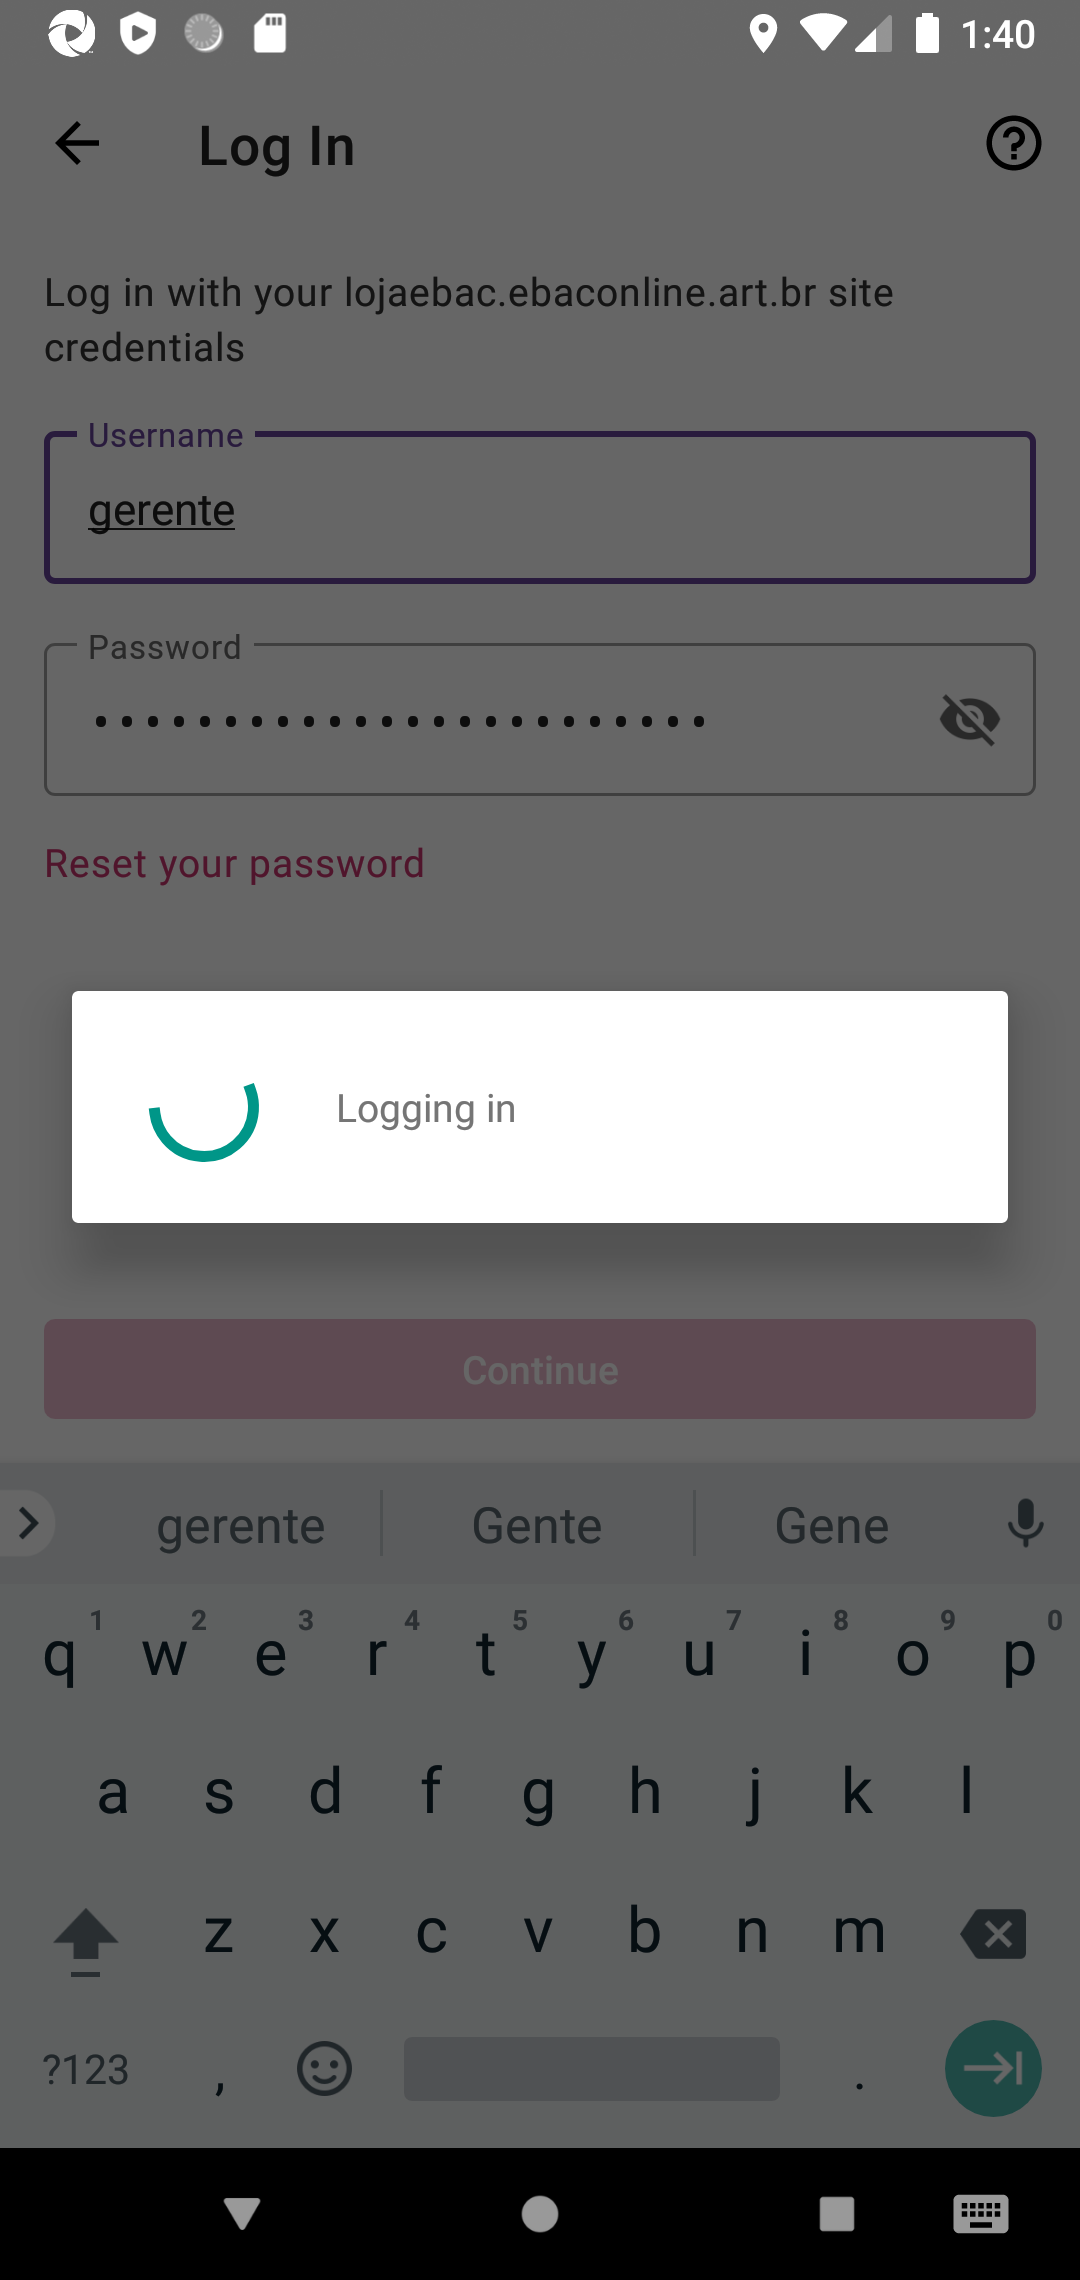 1:40
Log In
Log in with your lojaebac.ebaconline.art.br site
credentials
Username
gerente
Password
Reset your password
Logging in
Continue
gerente Gente Gene
1 2 3 4 5 6 7 8 9 0
q w e r t y u i o p
a s d f g h j k l
z x c v b n m
?123 , .